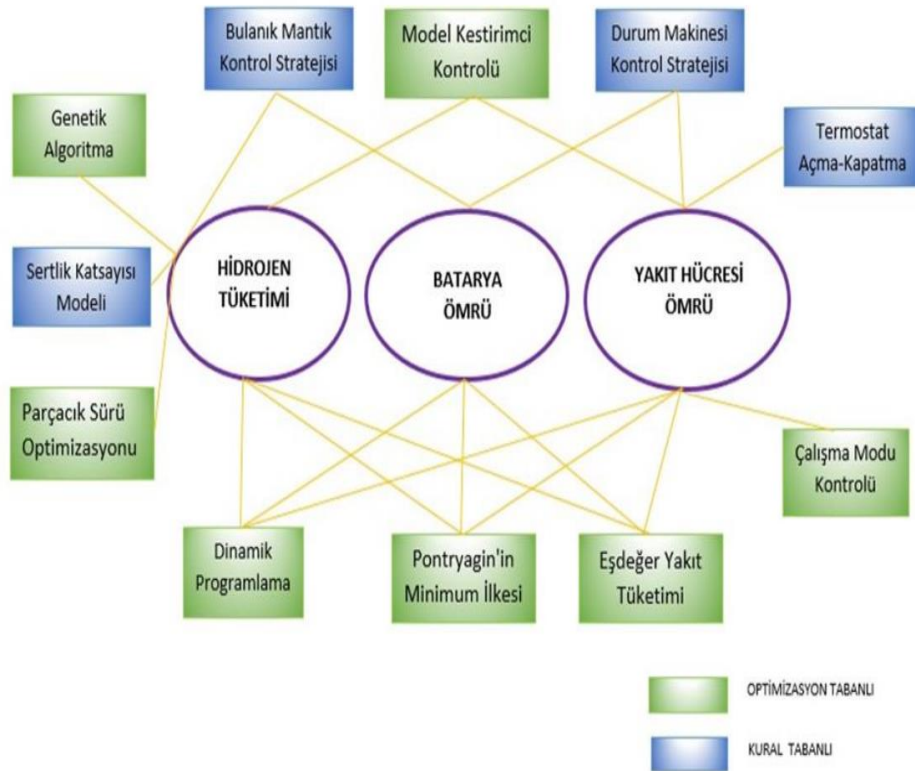 Bulanık Mantık
Kontrol Stratejisi
Model Kestirimci
Kontrolü
Durum Makinesi
Kontrol Stratejisi
Genetik
Algoritma
Termostat
Açma-Kapatma
Sertlik Katsayısı
Modeli
HİDROJEN
TÜKETİMİ
BATARYA
ÖMRÜ
YAKIT HÜCRESİ
ÖMRÜ
Parçacık Sürü
Optimizasyonu
Çalışma Modu
Kontrolü
Dinamik
Programlama
Pontryagin'in
Minimum İlkesi
Eşdeğer Yakıt
Tüketimi
OPTİMİZASYON TABANLI
KURAL TABANLI